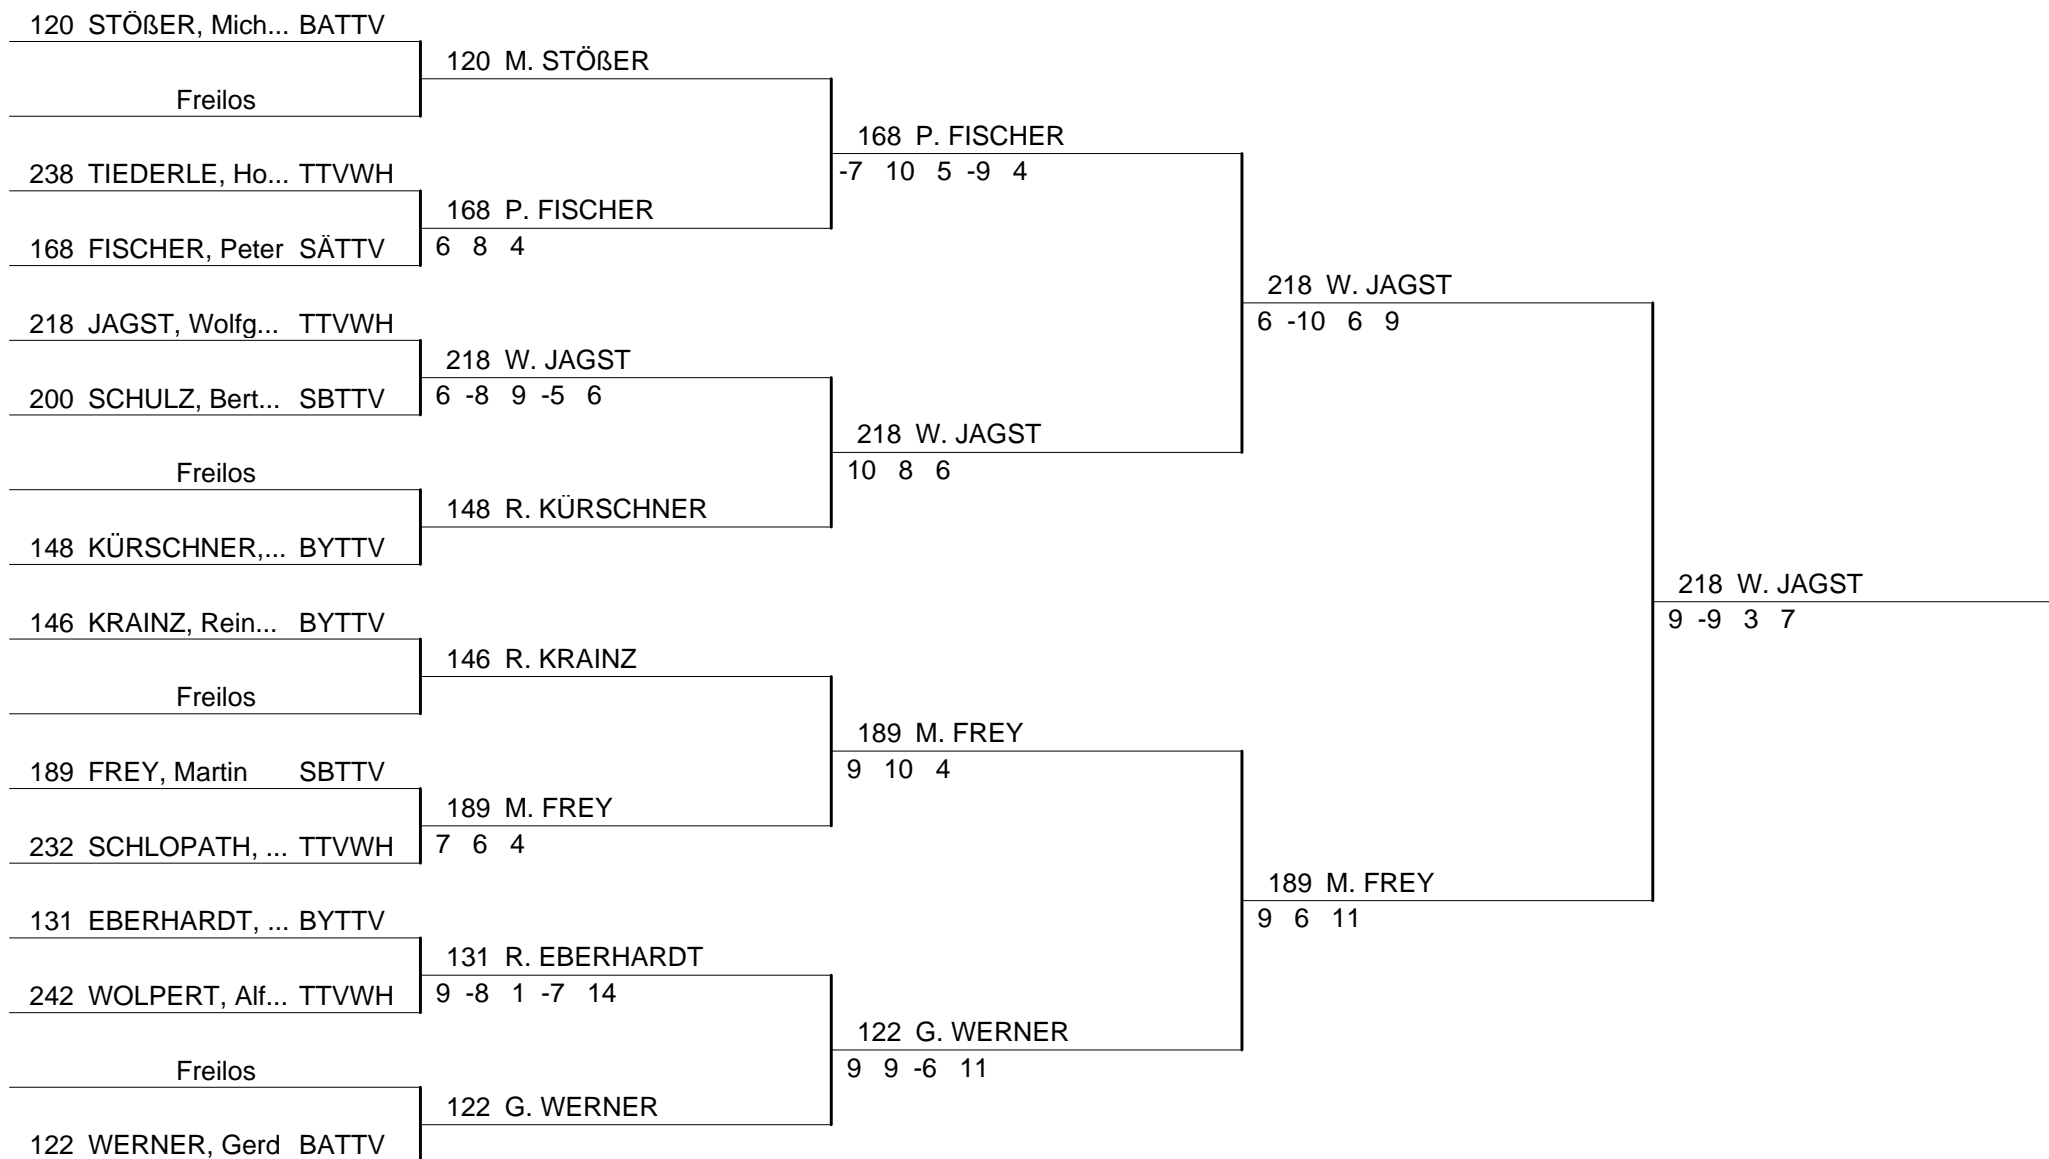 120 STÖßER, Mich... BATTV
120 M. STÖßER
Freilos
168 P. FISCHER
-7 10 5 -9 4
238 TIEDERLE, Ho... TTVWH
168 P. FISCHER
6 8 4
168 FISCHER, Peter SÄTTV
218 W. JAGST
6 -10 6 9
218 JAGST, Wolfg... TTVWH
218 W. JAGST
6 -8 9 -5 6
200 SCHULZ, Bert... SBTTV
218 W. JAGST
10 8 6
Freilos
148 R. KÜRSCHNER
148 KÜRSCHNER,... BYTTV
218 W. JAGST
9 -9 3 7
146 KRAINZ, Rein... BYTTV
146 R. KRAINZ
Freilos
189 M. FREY
9 10 4
189 FREY, Martin SBTTV
189 M. FREY
7 6 4
232 SCHLOPATH, ... TTVWH
189 M. FREY
9 6 11
131 EBERHARDT, ... BYTTV
131 R. EBERHARDT
9 -8 1 -7 14
242 WOLPERT, Alf... TTVWH
122 G. WERNER
9 9 -6 11
Freilos
122 G. WERNER
122 WERNER, Gerd BATTV